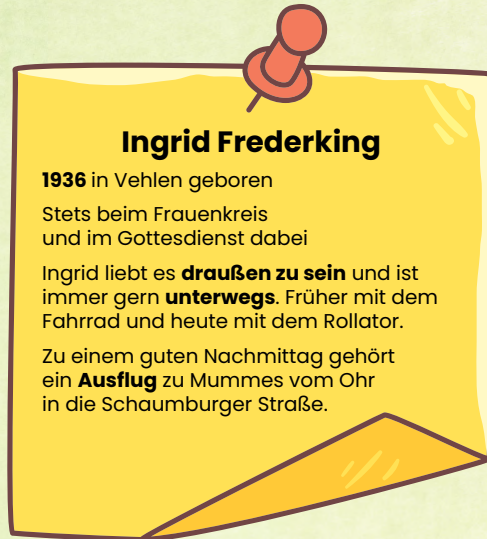 Ingrid Frederking
1936 in Vehlen geboren
Stets beim Frauenkreis
und im Gottesdienst dabei
Ingrid liebt es draußen zu sein und ist
immer gern unterwegs. Früher mit dem
Fahrrad und heute mit dem Rollator.
Zu einem guten Nachmittag gehört
ein Ausflug zu Mummes vom Ohr
in die Schaumburger Straße.